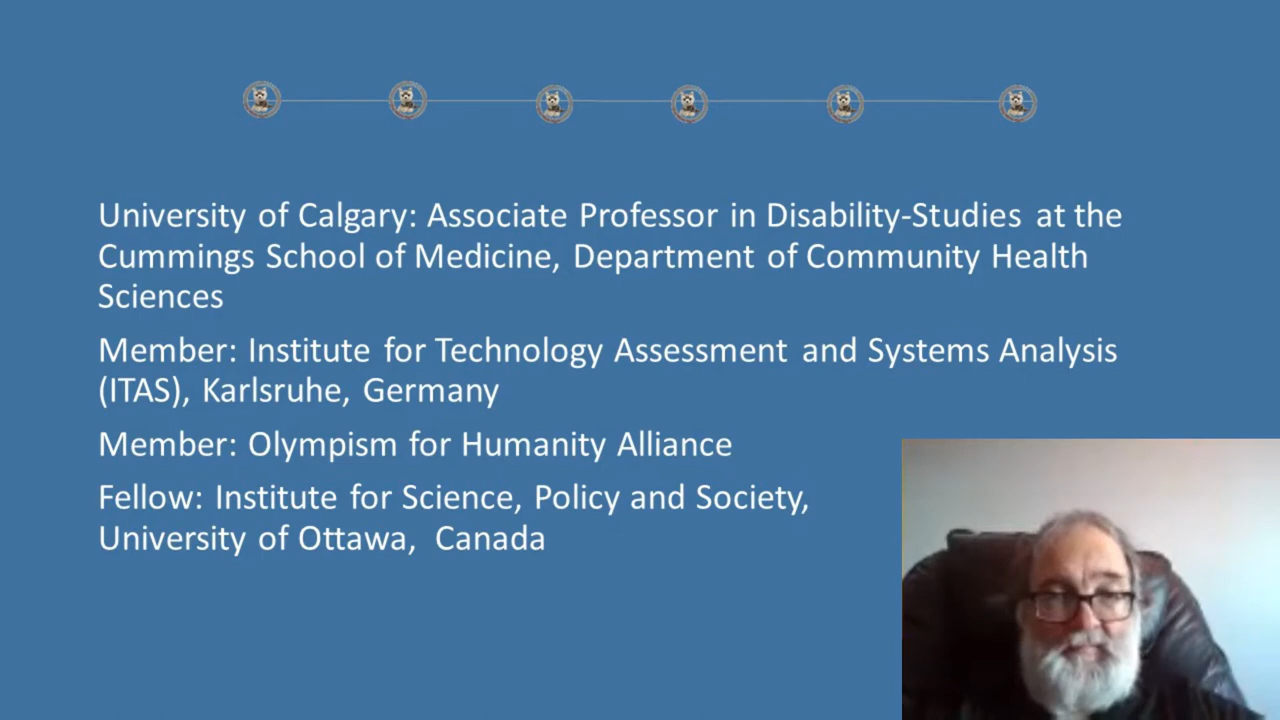 University of Calgary: Associate Professor in Disability-Studies at the
Cummings School of Medicine, Department of Community Health
Sciences
Member: Institute for Technology Assessment and Systems Analysis
(ITAS), Karlsruhe, Germany
Member: Olympism for Humanity Alliance
Fellow: Institute for Science, Policy and Society,
University of Ottawa, Canada